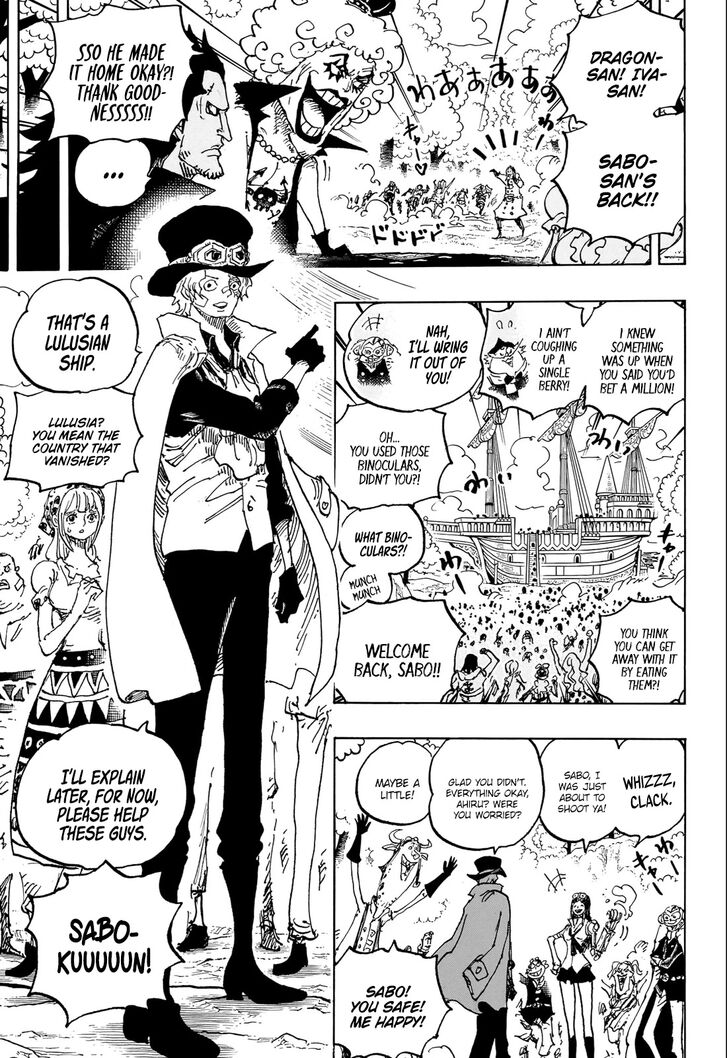 DRAGON-
SAN! IVA-
SAN!
SABO-
SAN'S
BACK!!
わあああああ
ドドドド
SSO HE MADE
IT HOME OKAY?!
THANK GOOD-
NESSSSS!!
...
I KNEW
SOMETHING
WAS UP WHEN
YOU SAID YOU'D
BET A MILLION!
I AIN'T
COUGHING
UP A
SINGLE
BERRY!
NAH,
I'LL WRING
IT OUT OF
YOU!
OH...
YOU USED THOSE
BINOCULARS,
DIDN'T YOU?!
WHAT BINO-
CULARS?!
MUNCH
MUNCH
YOU THINK
YOU CAN GET
AWAY WITH IT
BY EATING
THEM?!
WELCOME
BACK, SABO!!
WHIZZZ,
CLACK.
SABO, I
WAS JUST
ABOUT TO
SHOOT YA!
GLAD YOU DIDN'T.
EVERYTHING OKAY,
AHIRU? WERE
YOU WORRIED?
MAYBE A
LITTLE!
SABO!
YOU SAFE!
ME HAPPY!
THAT'S A
LULUSIAN
SHIP.
LULUSIA?
YOU MEAN THE
COUNTRY THAT
VANISHED?
I'LL EXPLAIN
LATER, FOR NOW,
PLEASE HELP
THESE GUYS.
SABO-
KUUUUUN!